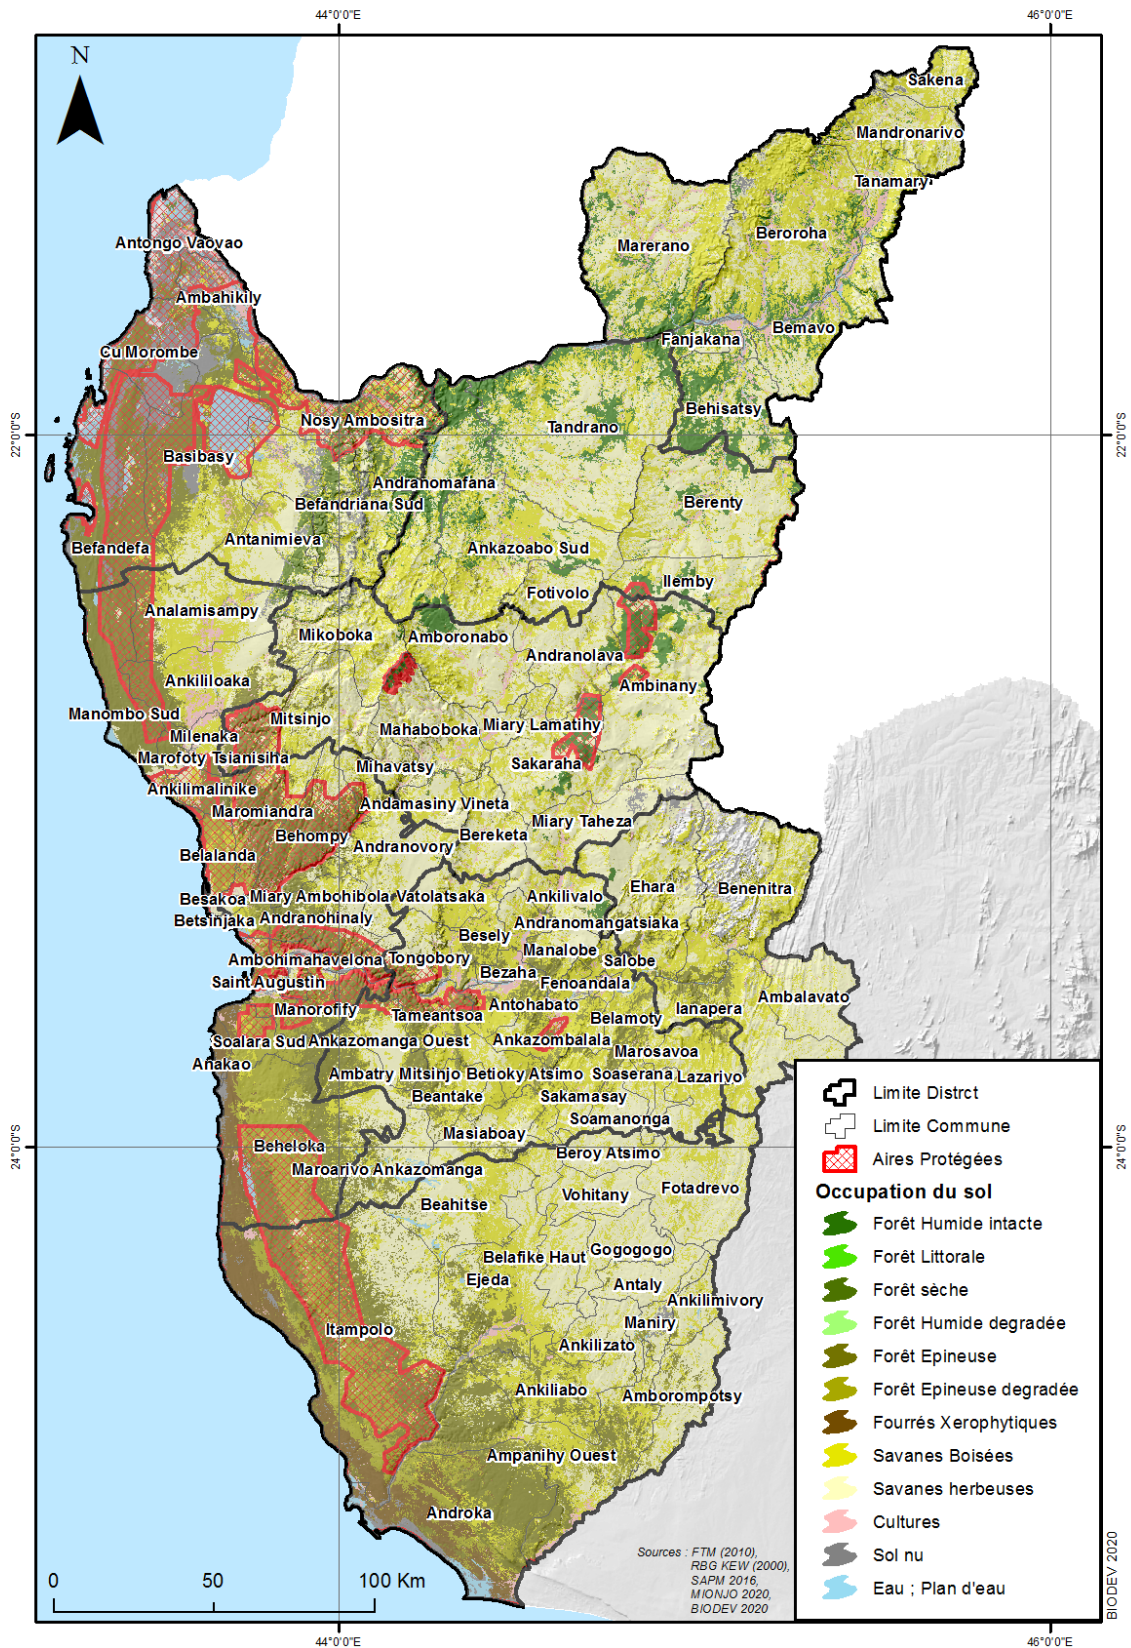 44°0'0"E
46°0'0"E
N
Sakena
Mandronarivo
Tanamary
Beroroha
Marerano
Antongo Vaovao
Ambahikily
Bemavo
Fanjakana
Cu Morombe
Behisatsy
Nosy Ambositra
Tandrano
22°0'0"S
22°0'0"S
Basibasy
Andranomafana
Befandriana Sud
Berenty
Antanimieva
Befandefa
Ankazoabo Sud
Ilemby
Fotivolo
Analamisampy
Mikoboka
Amboronabo
Andranolava
Ankililoaka
Ambinany
Manombo Sud
Mitsinjo
Milenaka
Mahaboboka
Miary Lamatihy
Marofoty
Tsianisiha
Mihavatsy
Sakaraha
Ankilimalinike
Maromiandra
Andamasiny Vineta
Behompy
Bereketa
Miary Taheza
Andranovory
Belalanda
Ehara
Benenitra
Besakoa
Miary
Ambohibola
Vatolatsaka
Ankilivalo
Betsinjaka
Andranohinaly
Andranomangatsiaka
Besely
Manalobe
Ambohimahavelona
Tongobory
Salobe
Bezaha
Saint Augustin
Fenoandala
Ambalavato
Manorofify
Antohabato
Ianapera
Tameantsoa
Belamoty
Soalara Sud
Ankazomanga Ouest
Ankazombalala
Marosavoa
Anakao
Ambatry Mitsinjo
Betioky Atsimo
Soaserana
Lazarivo
Beantake
Sakamasay
Soamanonga
Masiaboay
24°0'0"S
24°0'0"S
Beheloka
Beroy Atsimo
Maroarivo Ankazomanga
Fotadrevo
Vohitany
Beahitse
Gogogogo
Belafike Haut
Ejeda
Antaly
Ankilimivory
Maniry
Itampolo
Ankilizato
Ankiliabo
Amborompotsy
Ampanihy Ouest
Androka
Limite Distrct
Limite Commune
Aires Protégées
Occupation du sol
Forêt Humide intacte
Forêt Littorale
Forêt sèche
Forêt Humide degradée
Forêt Epineuse
Forêt Epineuse degradée
Fourrés Xerophytiques
Savanes Boisées
Savanes herbeuses
Cultures
Sol nu
Eau ; Plan d'eau
Sources : FTM (2010),
RBG KEW (2000),
SAPM 2016,
MIONJO 2020,
BIODEV 2020
BIODEV 2020
0
50
100 Km
44°0'0"E
46°0'0"E